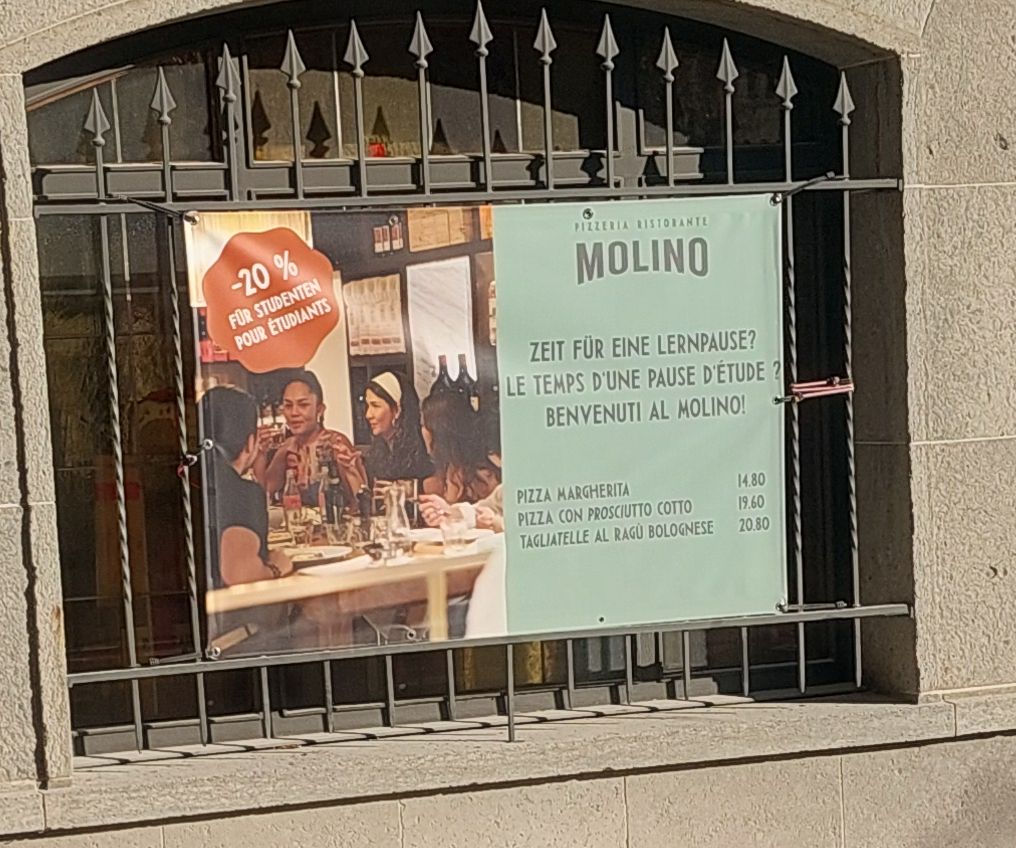 -20 %
FÜR STUDENTEN
POUR ÉTUDIANTS
PIZZERIA RISTORANTE
MOLINO
ZEIT FÜR EINE LERNPAUSE?
LE TEMPS D'UNE PAUSE D'ÉTUDE ?
BENVENUTI AL MOLINO!
PIZZA MARGHERITA 14.80
PIZZA CON PROSCIUTTO COTTO 19.60
TAGLIATELLE AL RAGÙ BOLOGNESE 20.80